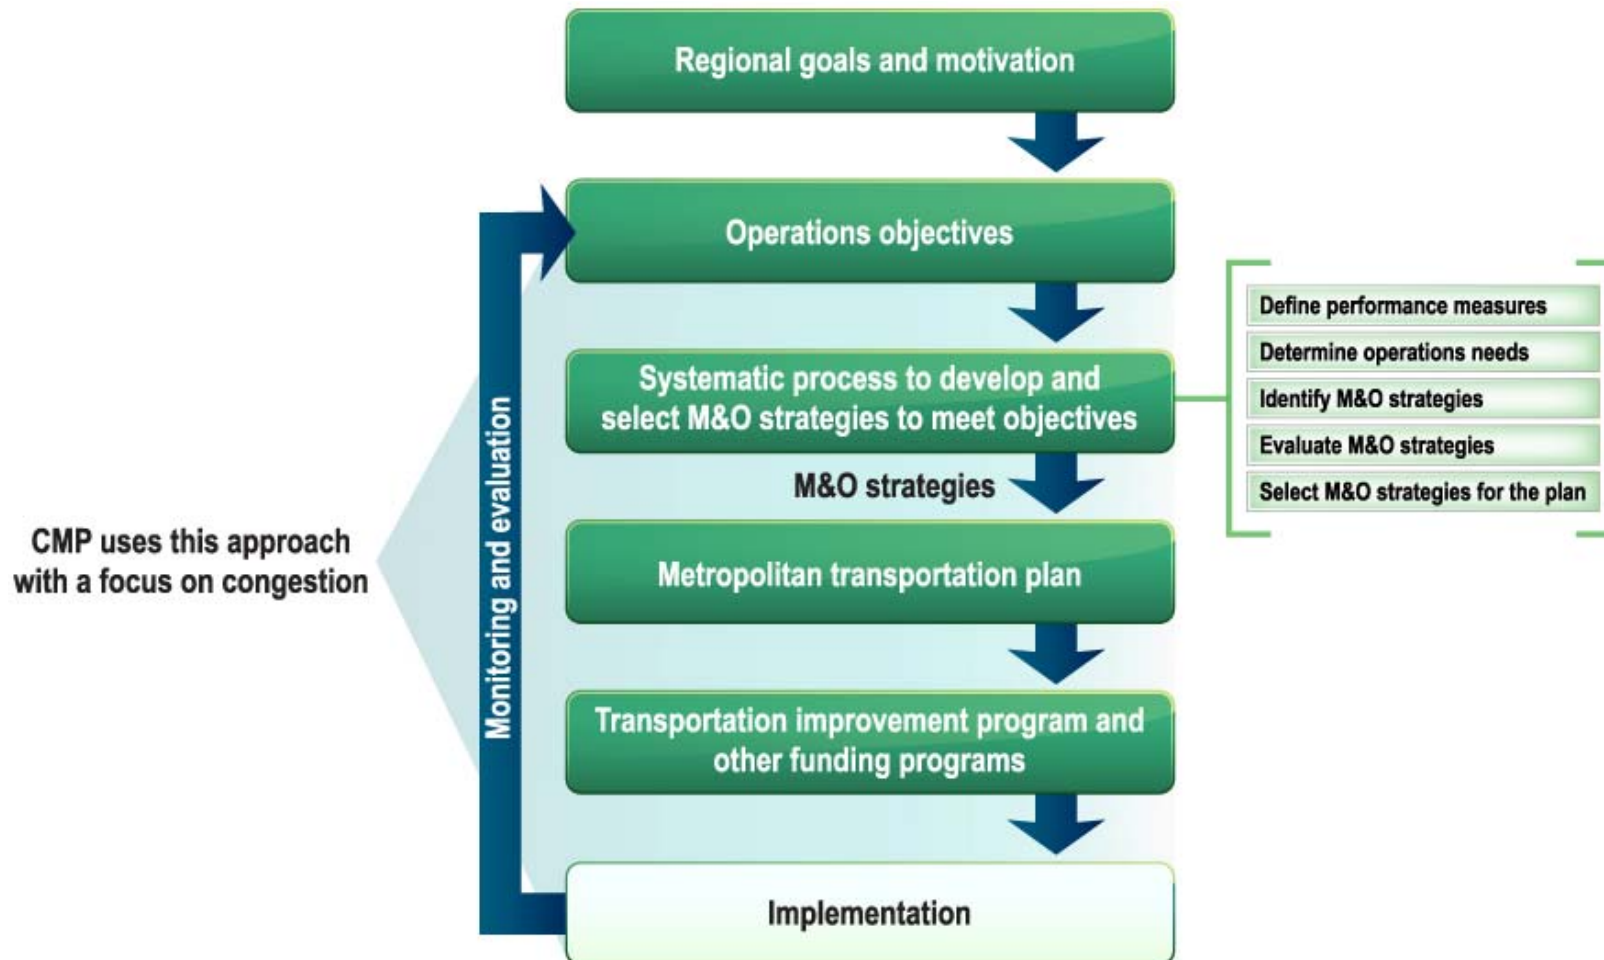 Regional goals and motivation
Operations objectives
Systematic process to develop and
select M&O strategies to meet objectives
Define performance measures
Determine operations needs
Identify M&O strategies
Evaluate M&O strategies
Select M&O strategies for the plan
M&O strategies
Metropolitan transportation plan
Transportation improvement program and
other funding programs
Implementation
Monitoring and evaluation
CMP uses this approach
with a focus on congestion